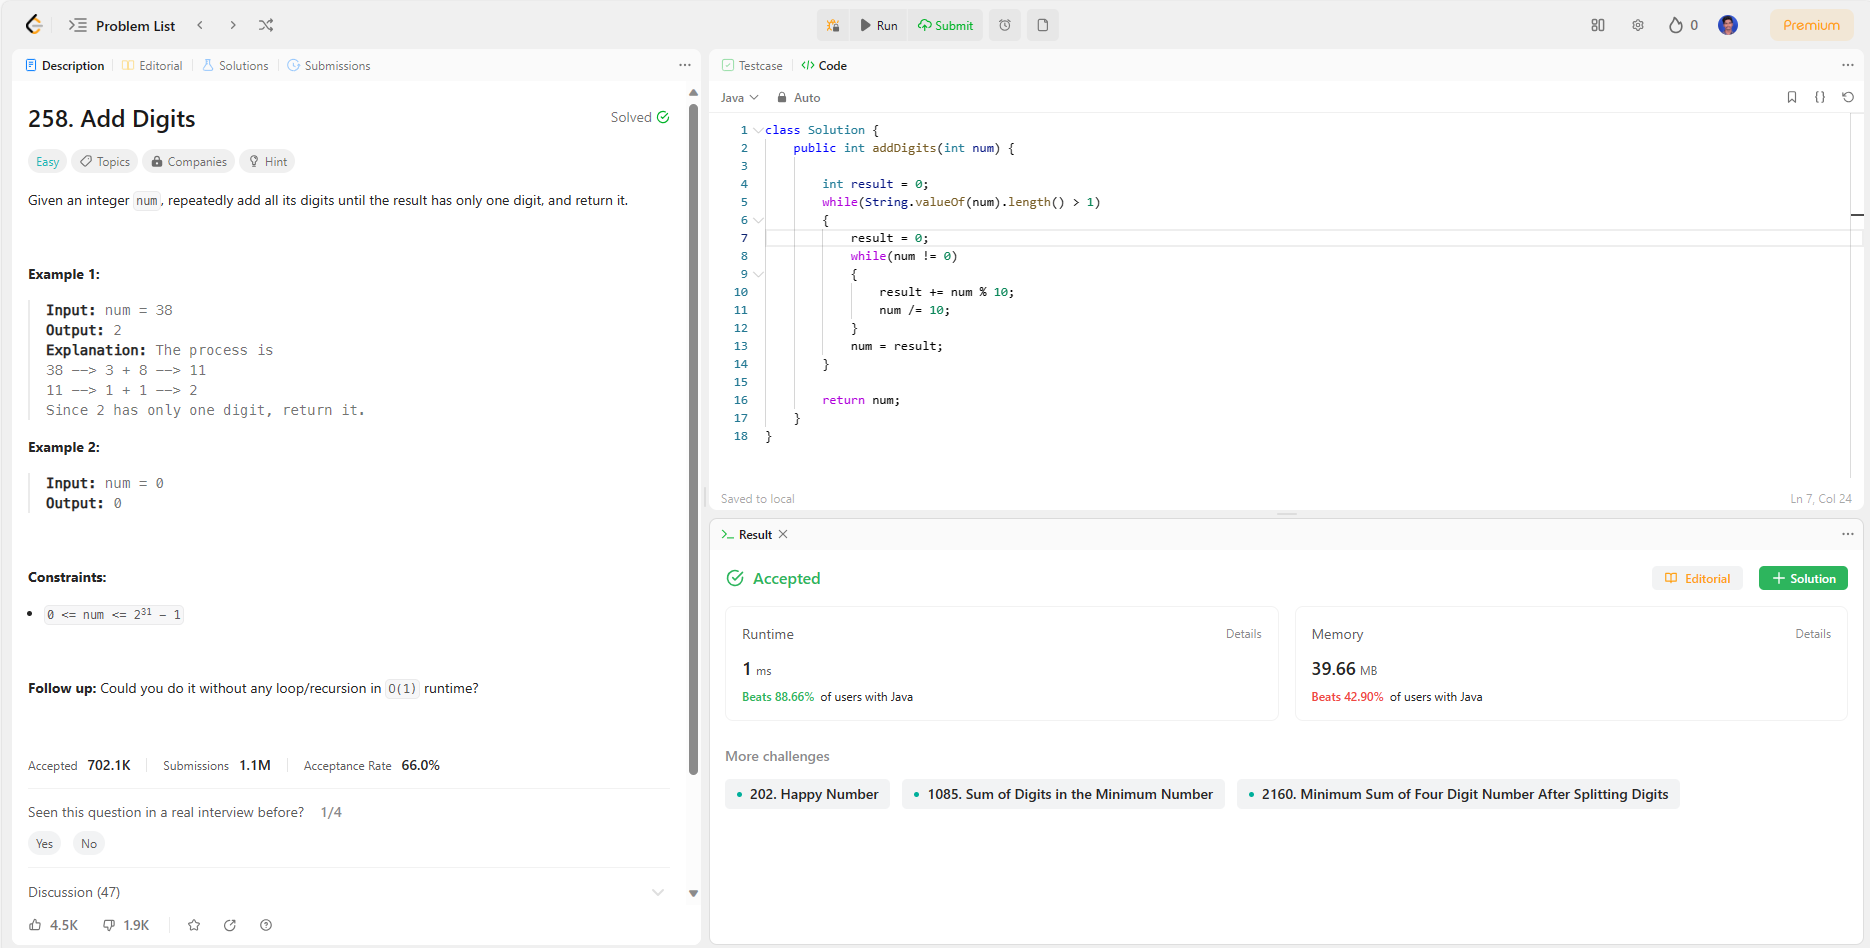 Problem List
Run
Submit
0
Premium
Description
Editorial
Solutions
Submissions
258. Add Digits
Solved
Easy
Topics
Companies
Hint
Given an integer num, repeatedly add all its digits until the result has only one digit, and return it.
Example 1:
Input: num = 38
Output: 2
Explanation: The process is
38 --> 3 + 8 --> 11
11 --> 1 + 1 --> 2
Since 2 has only one digit, return it.
Example 2:
Input: num = 0
Output: 0
Constraints:
0 <= num <= 2³¹ - 1
Follow up: Could you do it without any loop/recursion in O(1) runtime?
Accepted 702.1K
Submissions 1.1M
Acceptance Rate 66.0%
Seen this question in a real interview before? 1/4
Yes
No
Discussion (47)
4.5K
1.9K
Testcase
Code
Java
Auto
1 class Solution {
2 public int addDigits(int num) {
3
4 int result = 0;
5 while(String.valueOf(num).length() > 1)
6 {
7 result = 0;
8 while(num != 0)
9 {
10 result += num % 10;
11 num /= 10;
12 }
13 num = result;
14 }
15
16 return num;
17 }
18 }
Saved to local
Ln 7, Col 24
Result
Accepted
Editorial
Solution
Runtime
Details
1 ms
Beats 88.66% of users with Java
Memory
Details
39.66 MB
Beats 42.90% of users with Java
More challenges
202. Happy Number
1085. Sum of Digits in the Minimum Number
2160. Minimum Sum of Four Digit Number After Splitting Digits